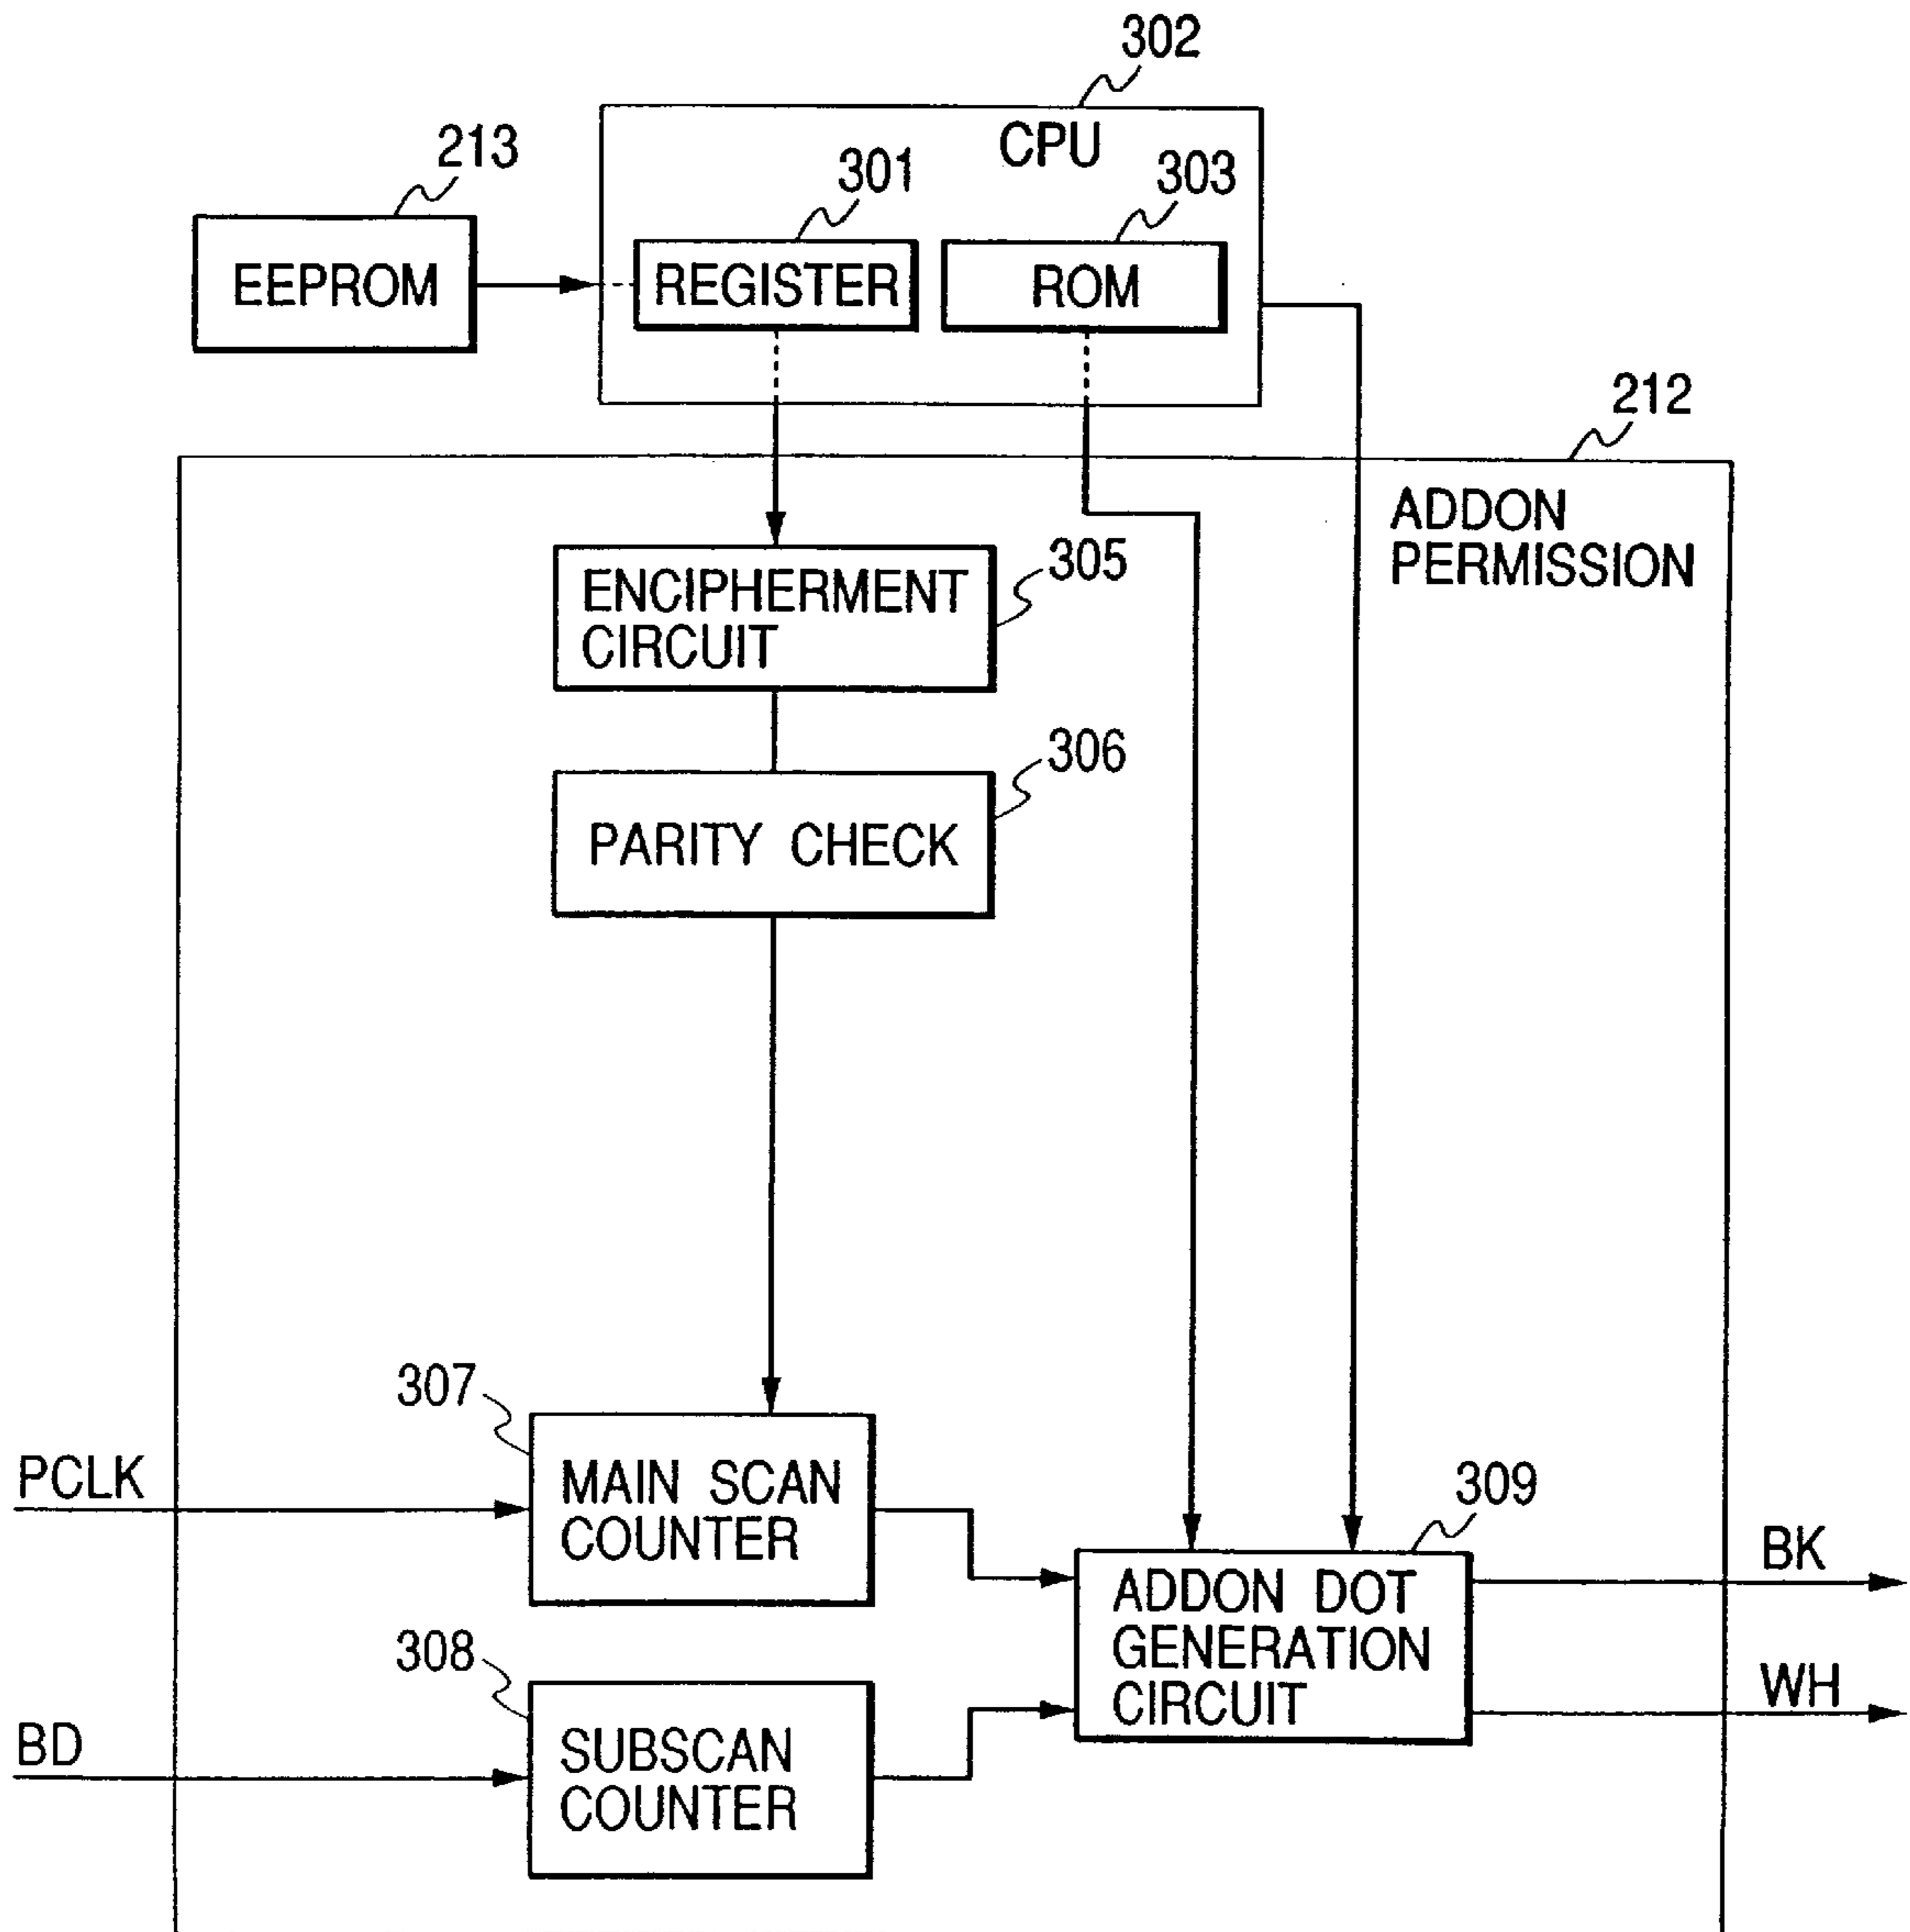 302
CPU
213
301
303
EEPROM
REGISTER
ROM
212
ADDON
PERMISSION
ENCIPHERMENT
CIRCUIT
305
306
PARITY CHECK
307
PCLK
MAIN SCAN
COUNTER
309
BK
ADDON DOT
GENERATION
CIRCUIT
308
WH
BD
SUBSCAN
COUNTER